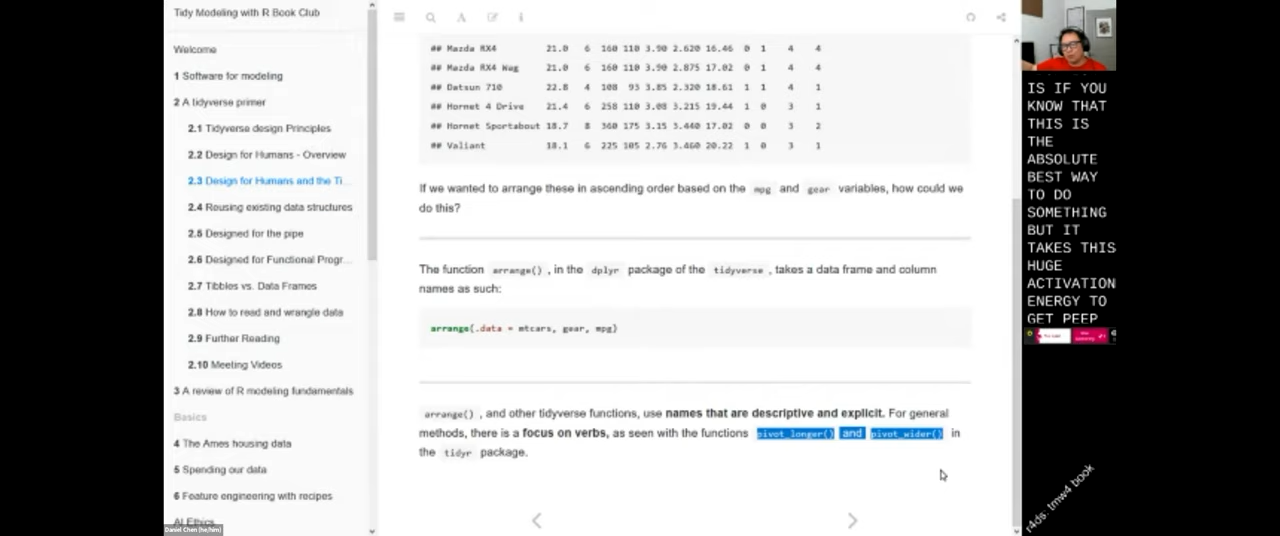 Tidy Modeling with R Book Club
Welcome
1 Software for modeling
2 A tidyverse primer
2.1 Tidyverse design Principles
2.2 Design for Humans - Overview
2.3 Design for Humans and the Ti...
2.4 Reusing existing data structures
2.5 Designed for the pipe
2.6 Designed for Functional Progr...
2.7 Tibbles vs. Data Frames
2.8 How to read and wrangle data
2.9 Further Reading
2.10 Meeting Videos
3 A review of R modeling fundamentals
Basics
4 The Ames housing data
5 Spending our data
6 Feature engineering with recipes
AI Ethics
Daniel Chen (he/him)
## Mazda RX4 21.0 6 160 110 3.90 2.620 16.46 0 1 4 4
## Mazda RX4 Wag 21.0 6 160 110 3.90 2.875 17.02 0 1 4 4
## Datsun 710 22.8 4 108 93 3.85 2.320 18.61 1 1 4 1
## Hornet 4 Drive 21.4 6 258 110 3.08 3.215 19.44 1 0 3 1
## Hornet Sportabout 18.7 8 360 175 3.15 3.440 17.02 0 0 3 2
## Valiant 18.1 6 225 105 2.76 3.460 20.22 1 0 3 1
If we wanted to arrange these in ascending order based on the mpg and gear variables, how could we
do this?
The function arrange() , in the dplyr package of the tidyverse , takes a data frame and column
names as such:
arrange(.data = mtcars, gear, mpg)
arrange() , and other tidyverse functions, use names that are descriptive and explicit. For general
methods, there is a focus on verbs, as seen with the functions pivot_longer() and pivot_wider() in
the tidyr package.
IS IF YOU
KNOW THAT
THIS IS
THE
ABSOLUTE
BEST WAY
TO DO
SOMETHING
BUT IT
TAKES THIS
HUGE
ACTIVATION
ENERGY TO
GET PEEP
r4ds: tmw4 book